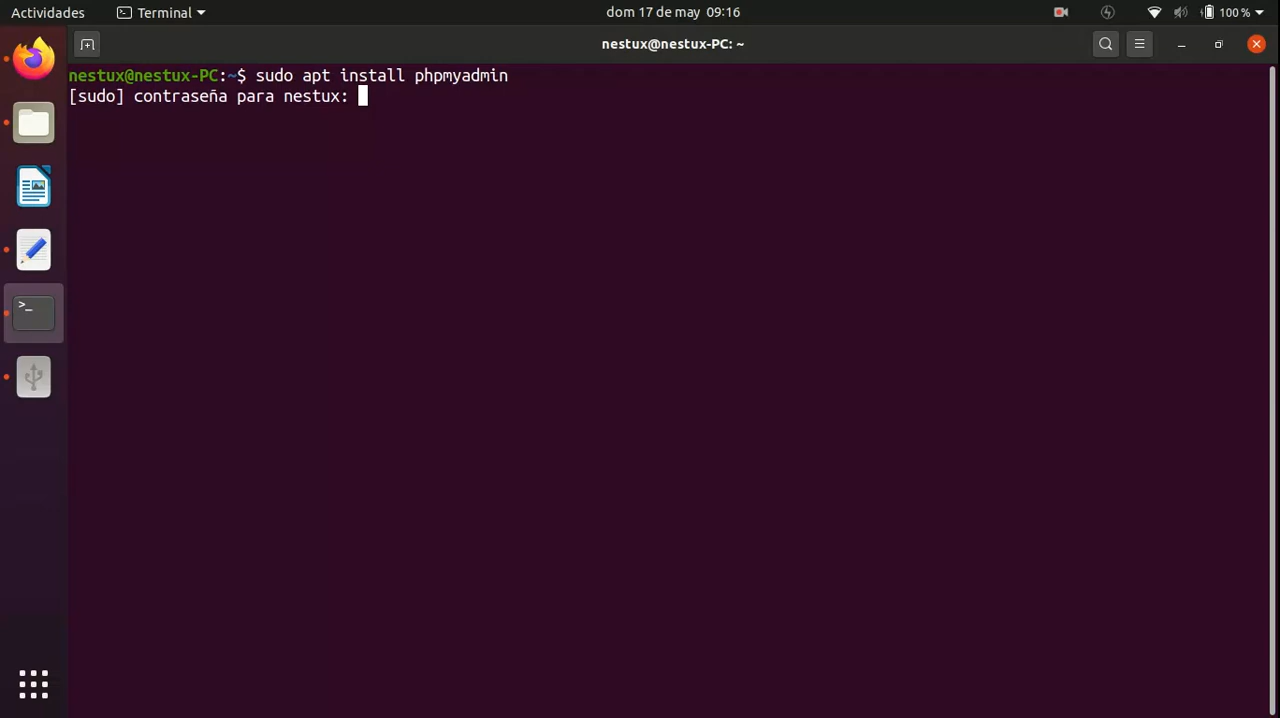 Actividades
Terminal
dom 17 de may 09:16
100 %
nestux@nestux-PC: ~
nestux@nestux-PC:~$ sudo apt install phpmyadmin
[sudo] contraseña para nestux:
>_